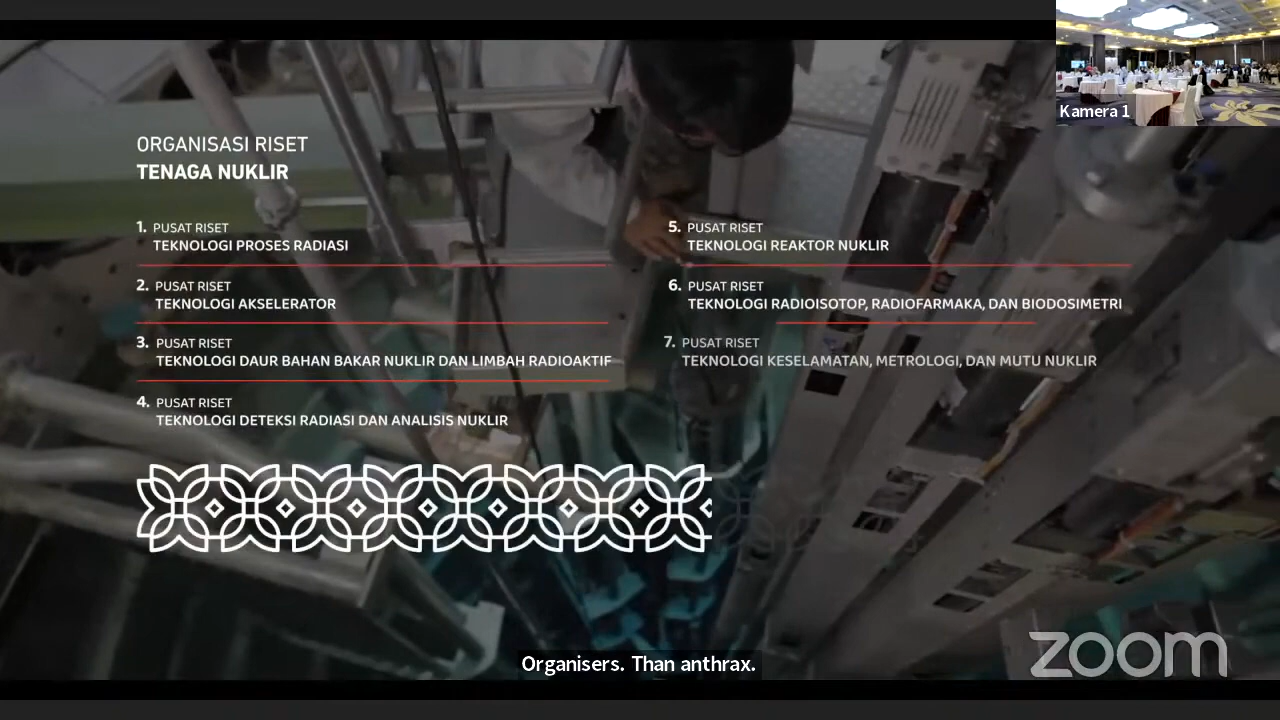 Kamera 1
ORGANISASI RISET
TENAGA NUKLIR
1. PUSAT RISET
TEKNOLOGI PROSES RADIASI
2. PUSAT RISET
TEKNOLOGI AKSELERATOR
3. PUSAT RISET
TEKNOLOGI DAUR BAHAN BAKAR NUKLIR DAN LIMBAH RADIOAKTIF
4. PUSAT RISET
TEKNOLOGI DETEKSI RADIASI DAN ANALISIS NUKLIR
5. PUSAT RISET
TEKNOLOGI REAKTOR NUKLIR
6. PUSAT RISET
TEKNOLOGI RADIOISOTOP, RADIOFARMAKA, DAN BIODOSIMETRI
7. PUSAT RISET
TEKNOLOGI KESELAMATAN, METROLOGI, DAN MUTU NUKLIR
Organisers. Than anthrax.
zoom